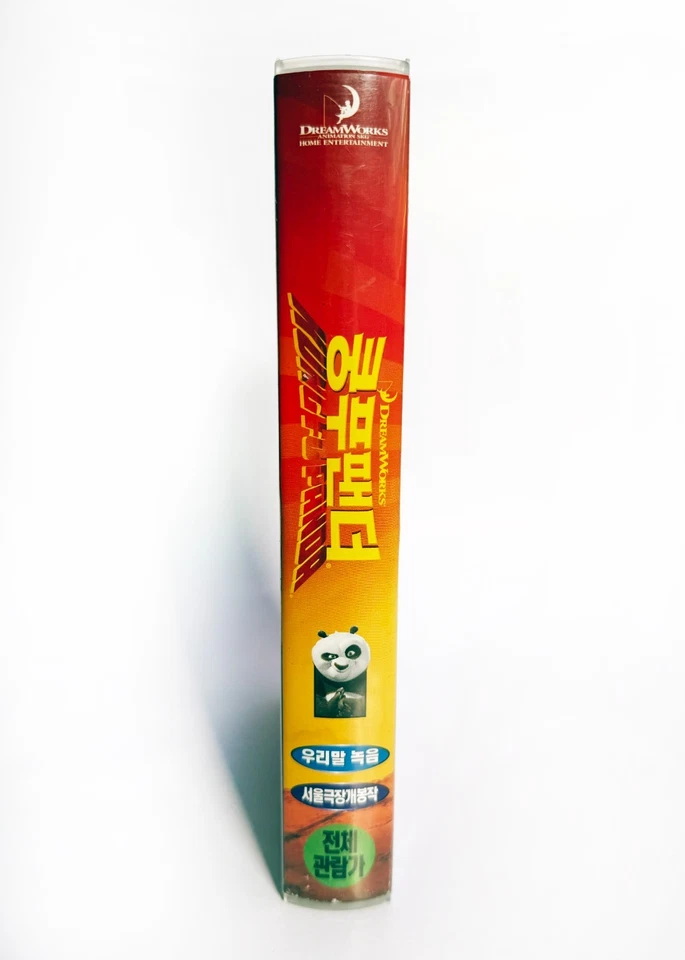 DREAMWORKS
ANIMATION SKG
HOME ENTERTAINMENT
DREAMWORKS
쿵푸팬더
KUNG FU PANDA
우리말 녹음
서울극장개봉작
전체
관람가